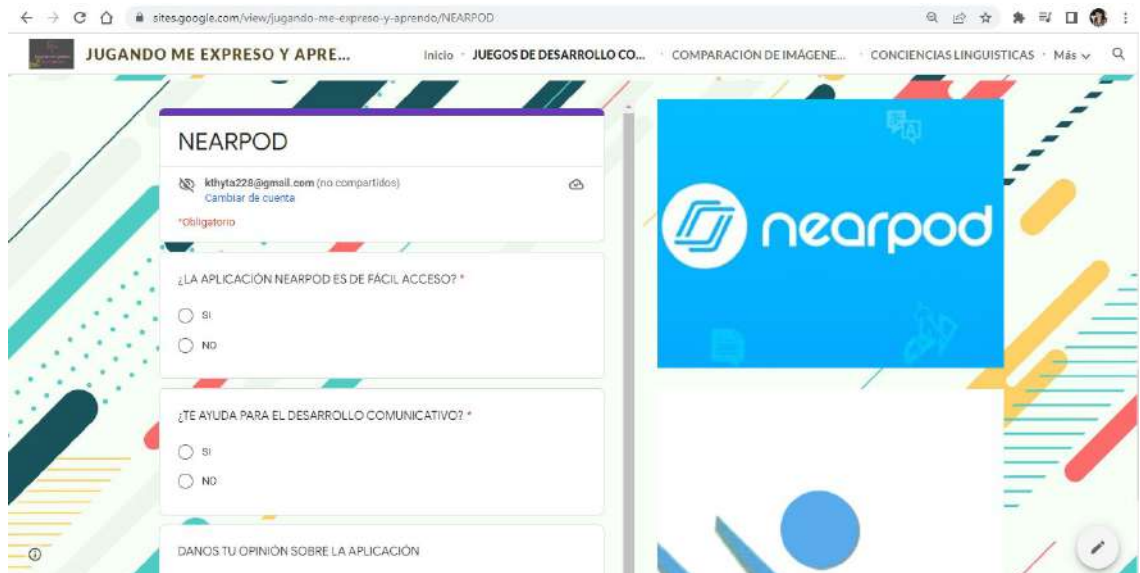 sites.google.com/view/jugando-me-expreso-y-aprendo/NEARPOD
JUGANDO ME EXPRESO Y APRE...
Inicio
JUEGOS DE DESARROLLO CO...
COMPARACIÓN DE IMÁGENE...
CONCIENCIAS LINGUISTICAS
Más
NEARPOD
kthyta228@gmail.com (no compartidos)
Cambiar de cuenta
*Obligatorio
¿LA APLICACIÓN NEARPOD ES DE FÁCIL ACCESO? *
SI
NO
¿TE AYUDA PARA EL DESARROLLO COMUNICATIVO? *
SI
NO
DANOS TU OPINIÓN SOBRE LA APLICACIÓN
nearpod